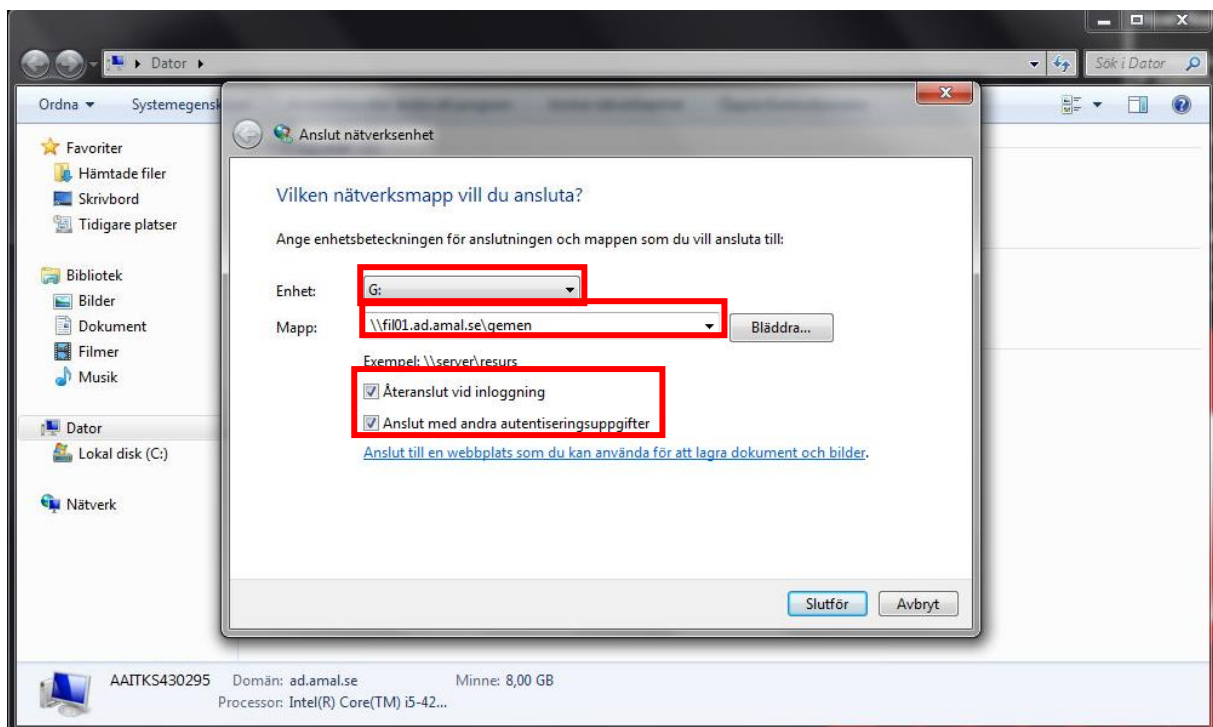 Dator
Sök i Dator
Ordna
Systemegensk
Anslut nätverksenhet
Favoriter
Hämtade filer
Skrivbord
Tidigare platser
Bibliotek
Bilder
Dokument
Filmer
Musik
Dator
Lokal disk (C:)
Nätverk
Vilken nätverksmapp vill du ansluta?
Ange enhetsbeteckningen för anslutningen och mappen som du vill ansluta till:
Enhet: G:
Mapp: \\fil01.ad.amal.se\gemen Bläddra...
Exempel: \\server\resurs
Återanslut vid inloggning
Anslut med andra autentiseringsuppgifter
Anslut till en webbplats som du kan använda för att lagra dokument och bilder.
Slutför Avbryt
AAITKS430295 Domän: ad.amal.se Minne: 8,00 GB
Processor: Intel(R) Core(TM) i5-42...